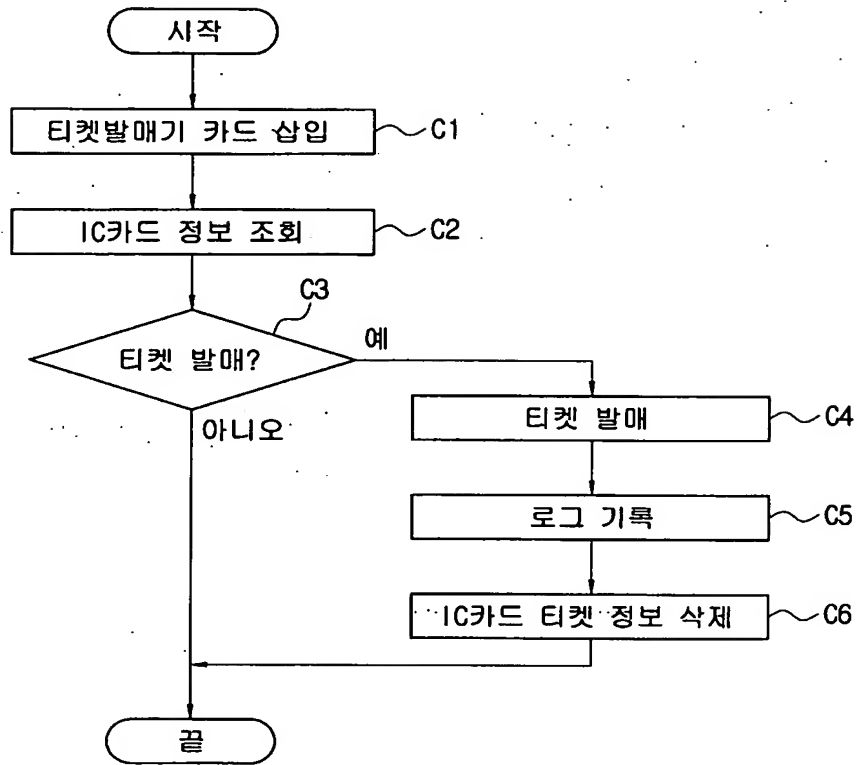 시작
티켓발매기 카드 삽입
C1
IC카드 정보 조회
C2
C3
티켓 발매?
예
아니오
티켓 발매
C4
로그 기록
C5
IC카드 티켓 정보 삭제
C6
끝